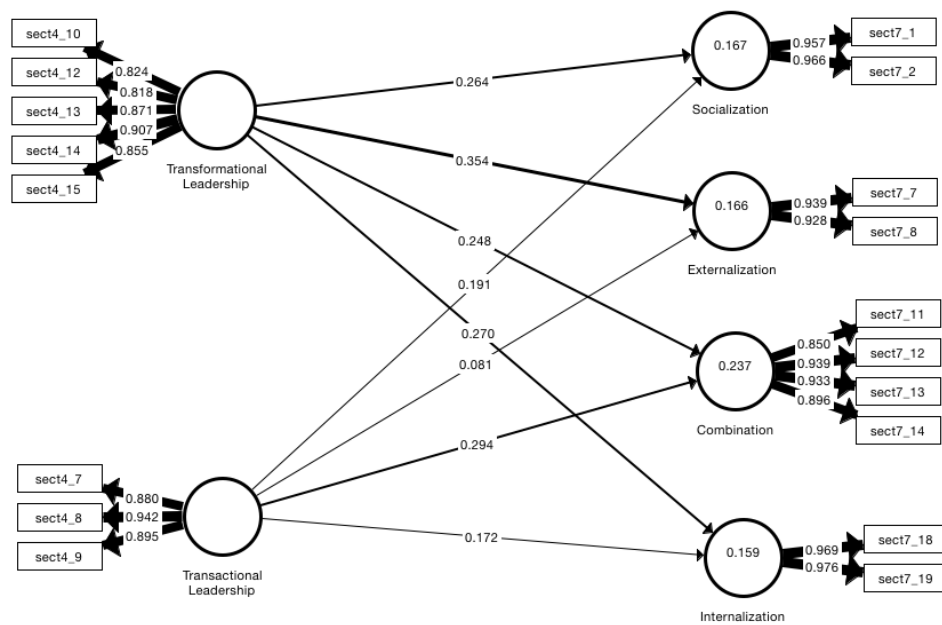 sect4_10
sect4_12
sect4_13
sect4_14
sect4_15
0.824
0.818
0.871
0.907
0.855
Transformational
Leadership
sect4_7
sect4_8
sect4_9
0.880
0.942
0.895
Transactional
Leadership
0.264
0.354
0.248
0.191
0.270
0.081
0.294
0.172
0.167
Socialization
0.957
0.966
sect7_1
sect7_2
0.166
Externalization
0.939
0.928
sect7_7
sect7_8
0.237
Combination
0.850
0.939
0.933
0.896
sect7_11
sect7_12
sect7_13
sect7_14
0.159
Internalization
0.969
0.976
sect7_18
sect7_19